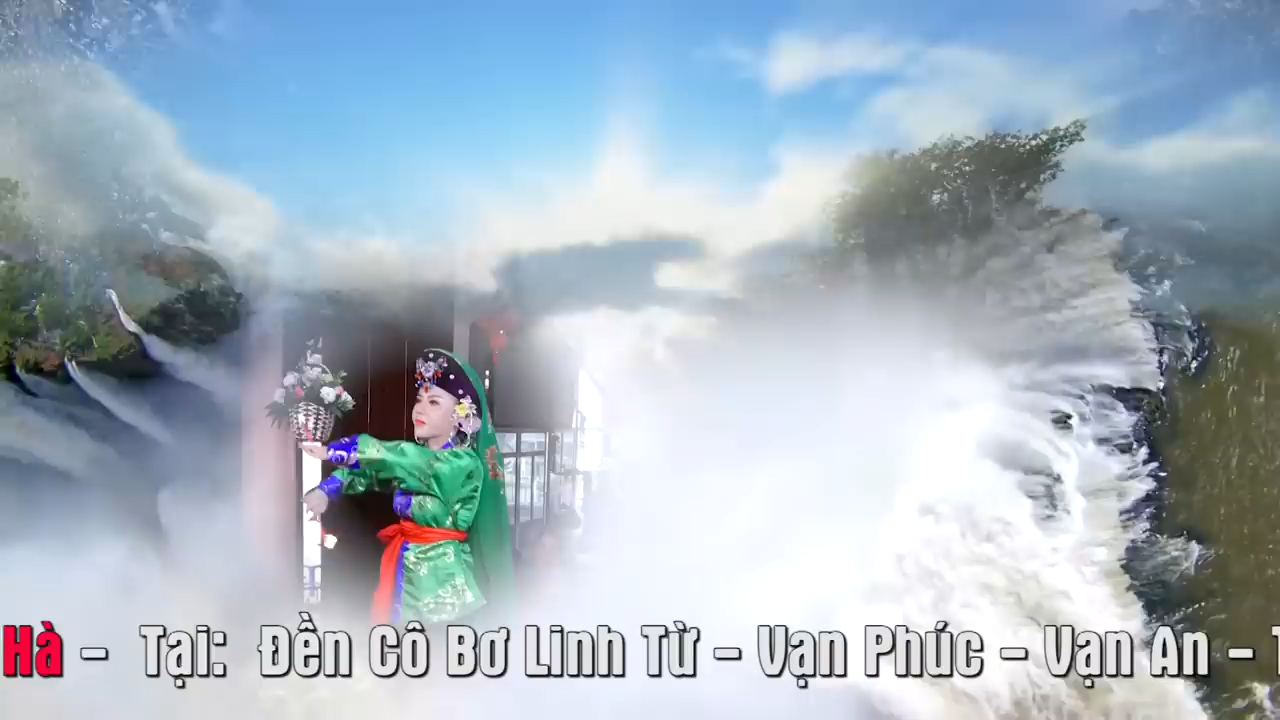 Hà - Tại: Đền Cô Bơ Linh Từ - Vạn Phúc - Vạn An -